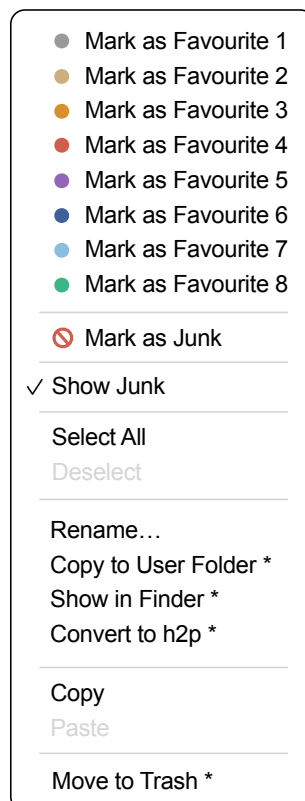 Mark as Favourite 1
Mark as Favourite 2
Mark as Favourite 3
Mark as Favourite 4
Mark as Favourite 5
Mark as Favourite 6
Mark as Favourite 7
Mark as Favourite 8
Mark as Junk
✓ Show Junk
Select All
Deselect
Rename…
Copy to User Folder *
Show in Finder *
Convert to h2p *
Copy
Paste
Move to Trash *